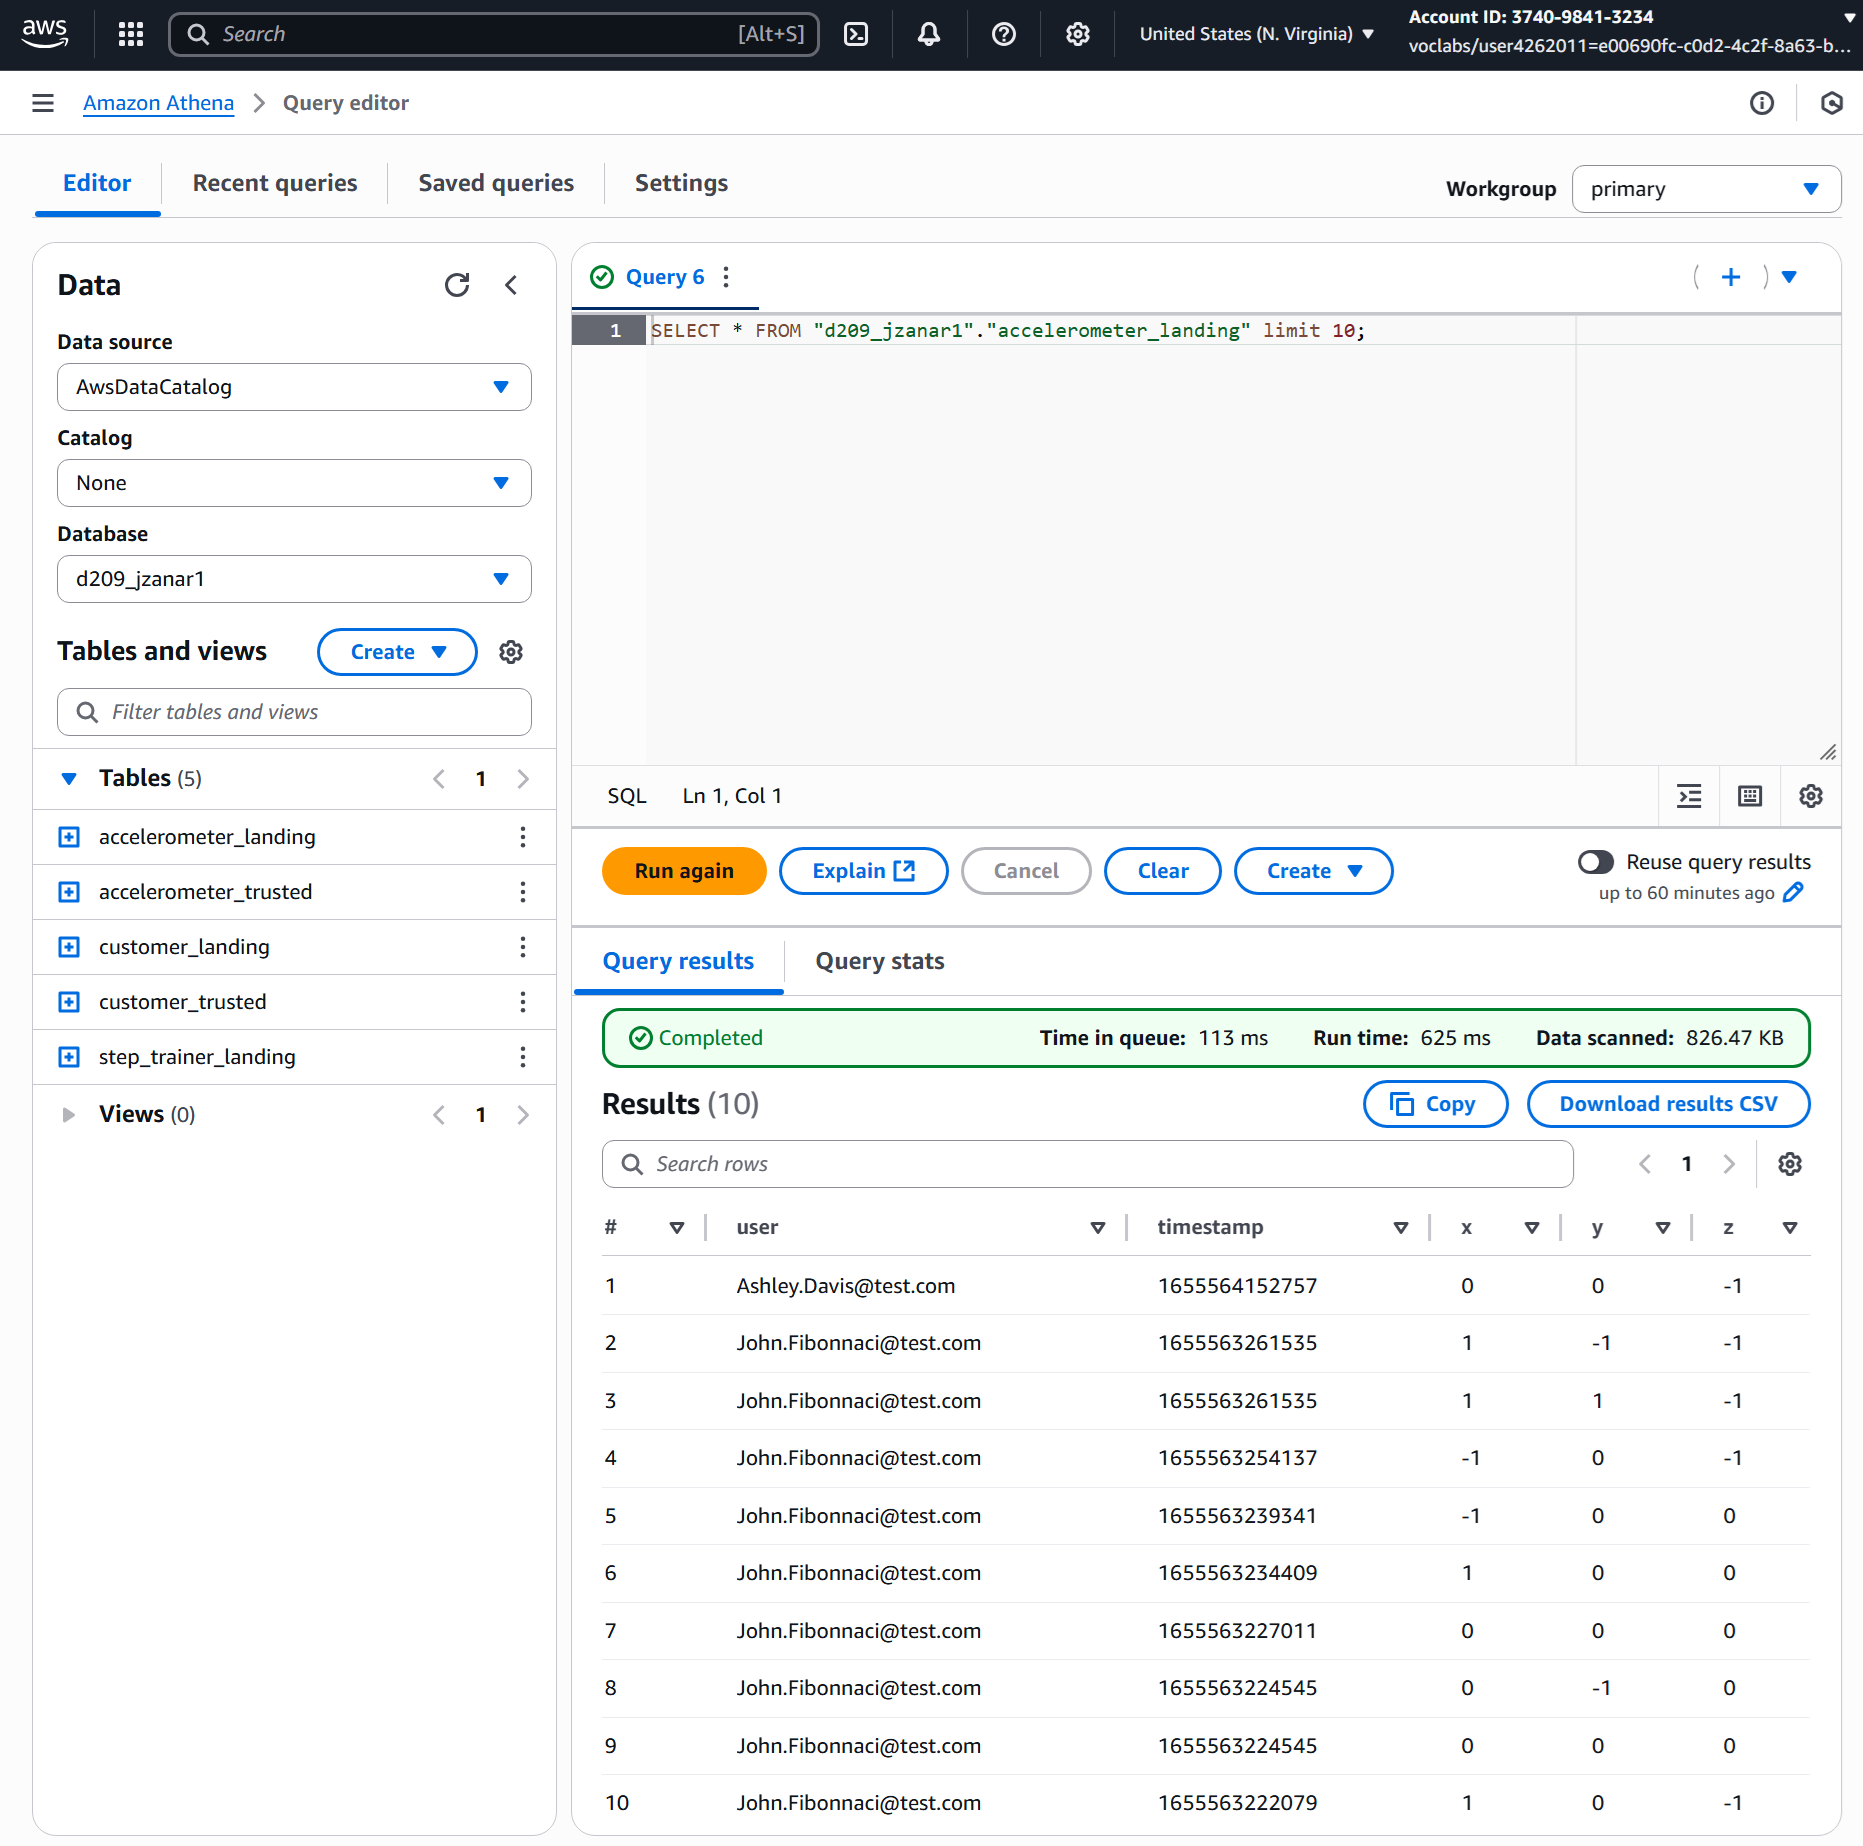 aws
Search [Alt+S]
United States (N. Virginia)
Account ID: 3740-9841-3234
voclabs/user4262011=e00690fc-c0d2-4c2f-8a63-b...
Amazon Athena > Query editor
Editor
Recent queries
Saved queries
Settings
Workgroup
primary
Data
Data source
AwsDataCatalog
Catalog
None
Database
d209_jzanar1
Tables and views
Create
Filter tables and views
Tables (5) 1
accelerometer_landing
accelerometer_trusted
customer_landing
customer_trusted
step_trainer_landing
Views (0) 1
Query 6
1 SELECT * FROM "d209_jzanar1"."accelerometer_landing" limit 10;
SQL Ln 1, Col 1
Run again
Explain
Cancel
Clear
Create
Reuse query results
up to 60 minutes ago
Query results
Query stats
Completed Time in queue: 113 ms Run time: 625 ms Data scanned: 826.47 KB
Results (10)
Copy
Download results CSV
Search rows
1
# user timestamp x y z
1 Ashley.Davis@test.com 1655564152757 0 0 -1
2 John.Fibonnaci@test.com 1655563261535 1 -1 -1
3 John.Fibonnaci@test.com 1655563261535 1 1 -1
4 John.Fibonnaci@test.com 1655563254137 -1 0 -1
5 John.Fibonnaci@test.com 1655563239341 -1 0 0
6 John.Fibonnaci@test.com 1655563234409 1 0 0
7 John.Fibonnaci@test.com 1655563227011 0 0 0
8 John.Fibonnaci@test.com 1655563224545 0 -1 0
9 John.Fibonnaci@test.com 1655563224545 0 0 0
10 John.Fibonnaci@test.com 1655563222079 1 0 -1